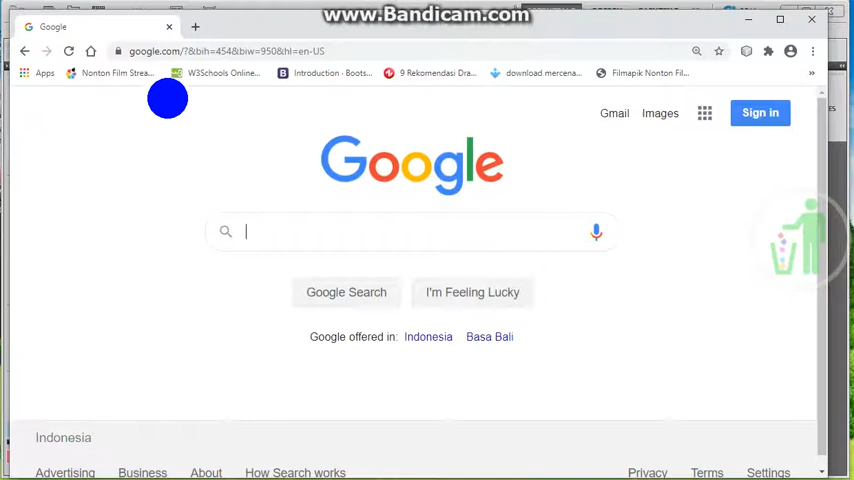 www.Bandicam.com
Google
google.com/?&bih=454&biw=950&hl=en-US
Apps Nonton Film Strea... W3Schools Online... Introduction · Boots... 9 Rekomendasi Dra... download mercena... Filmapik Nonton Fil...
Gmail Images Sign in
Google
Google Search I'm Feeling Lucky
Google offered in: Indonesia Basa Bali
Indonesia
Advertising Business About How Search works Privacy Terms Settings